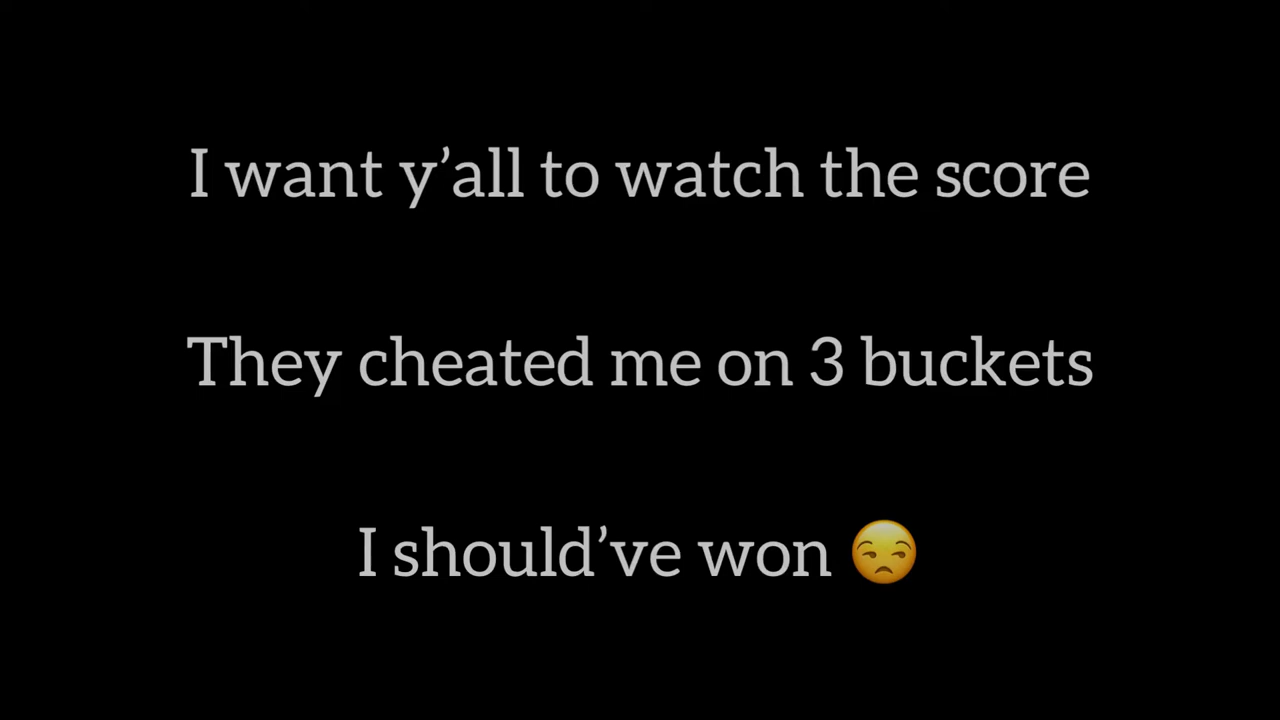 I want y’all to watch the score
They cheated me on 3 buckets
I should’ve won 😒